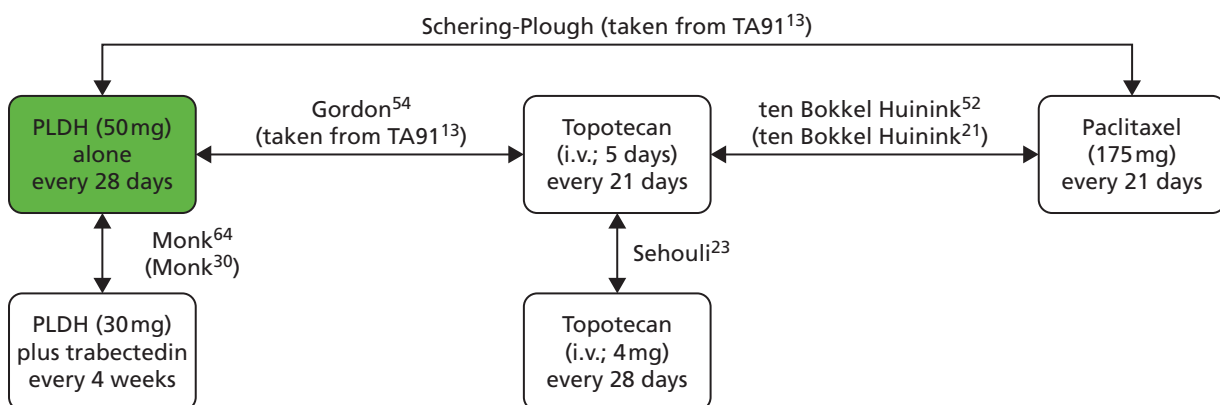 Schering-Plough (taken from TA91¹³)
PLDH (50 mg)
alone
every 28 days
Gordon⁵⁴
(taken from TA91¹³)
Topotecan
(i.v.; 5 days)
every 21 days
ten Bokkel Huinink⁵²
(ten Bokkel Huinink²¹)
Paclitaxel
(175 mg)
every 21 days
Monk⁶⁴
(Monk³⁰)
Sehouli²³
PLDH (30 mg)
plus trabectedin
every 4 weeks
Topotecan
(i.v.; 4 mg)
every 28 days